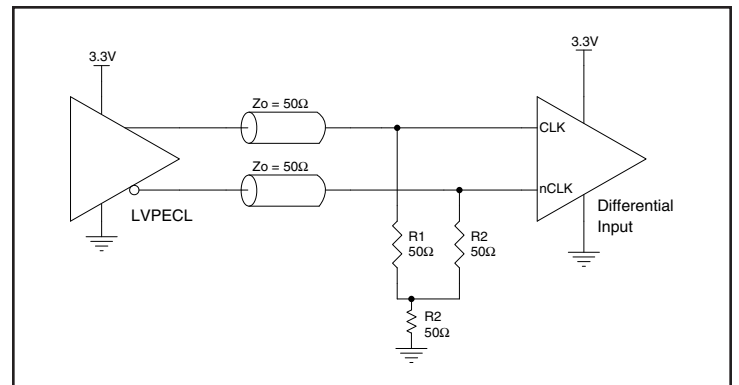 3.3V
3.3V
Zo = 50Ω
CLK
Zo = 50Ω
nCLK
LVPECL
Differential
Input
R1
50Ω
R2
50Ω
R2
50Ω